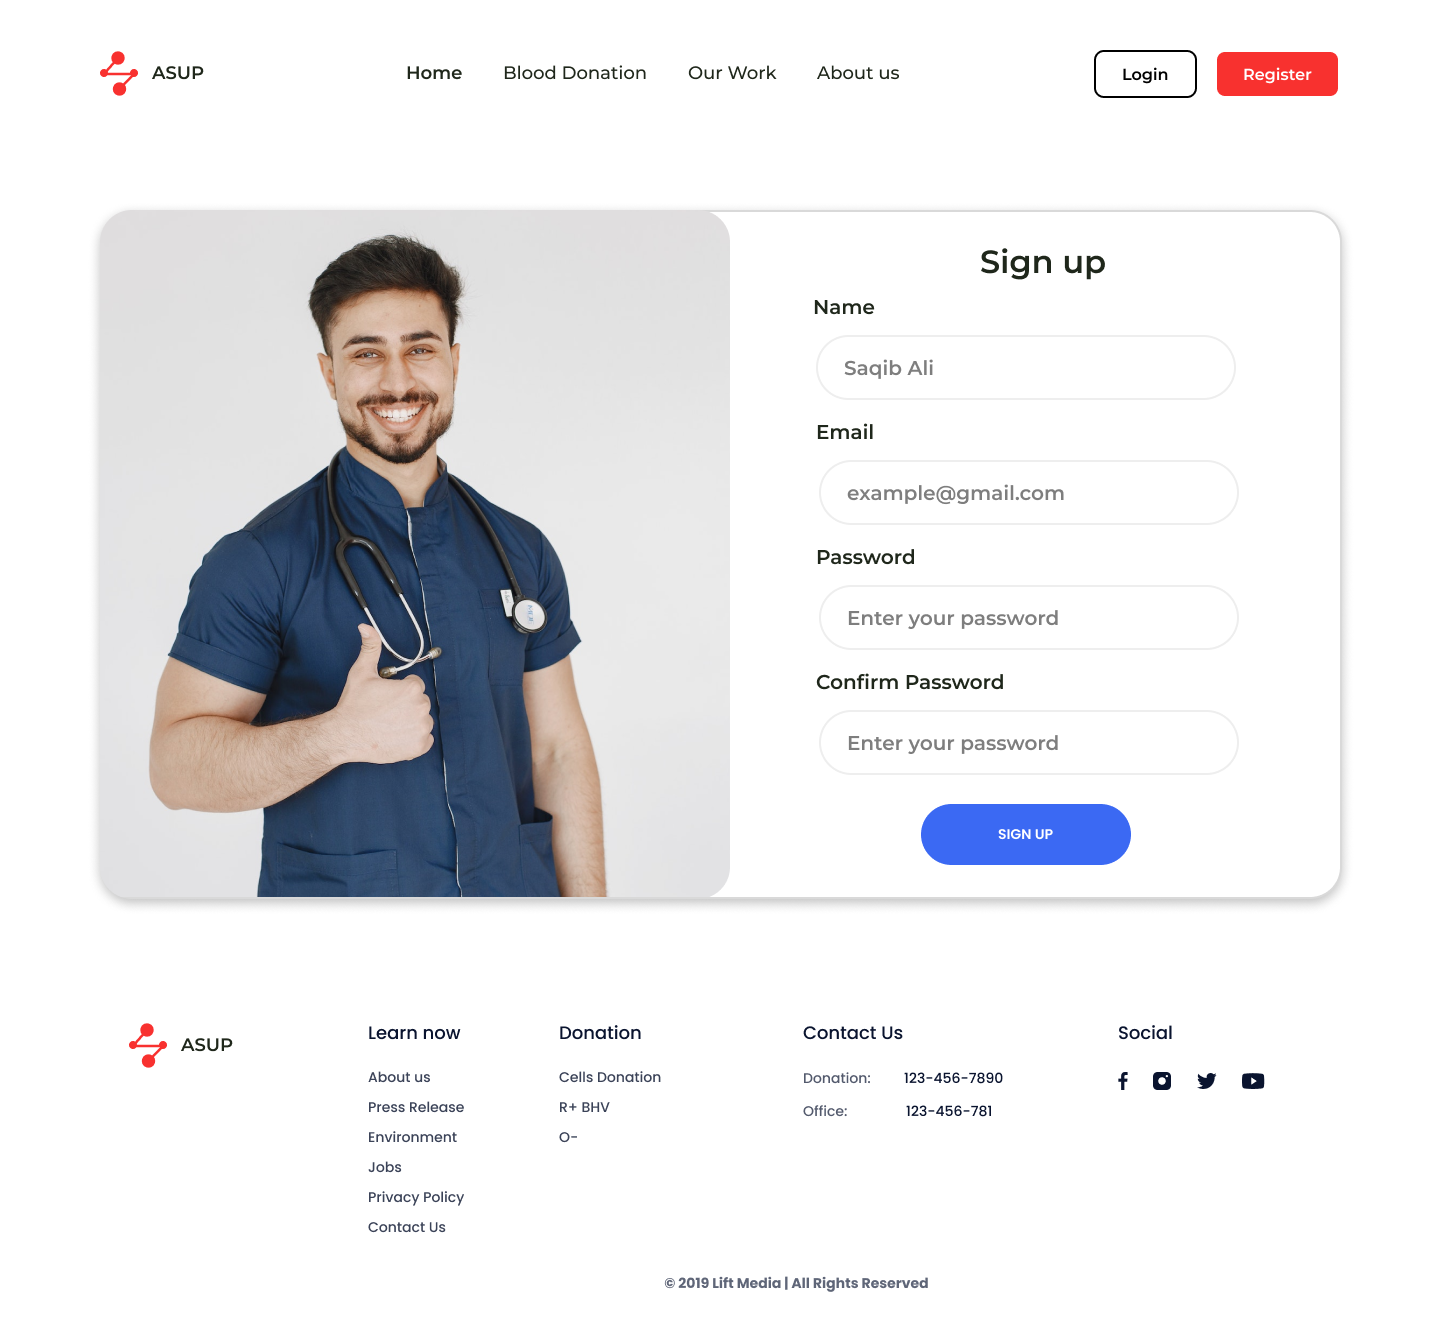 ASUP
Home Blood Donation Our Work About us
Login Register
Sign up
Name
Saqib Ali
Email
example@gmail.com
Password
Enter your password
Confirm Password
Enter your password
SIGN UP
ASUP
Learn now
About us
Press Release
Environment
Jobs
Privacy Policy
Contact Us
Donation
Cells Donation
R+ BHV
O-
Contact Us
Donation: 123-456-7890
Office: 123-456-781
Social
© 2019 Lift Media | All Rights Reserved